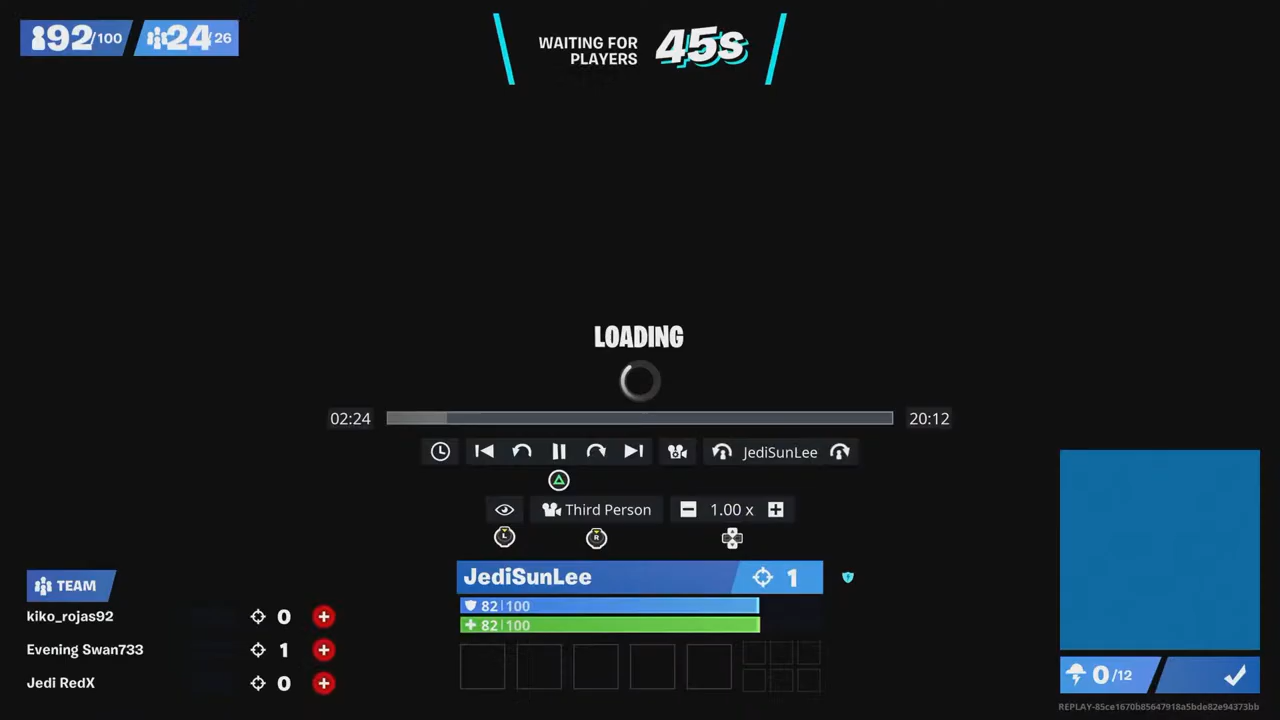 92/100
24/26
WAITING FOR
PLAYERS
45s
LOADING
02:24
20:12
JediSunLee
Third Person
1.00 x
L
R
JediSunLee
1
82|100
82|100
TEAM
kiko_rojas92
0
Evening Swan733
1
Jedi RedX
0
0/12
REPLAY-85ce1670b85647918a5bde82e94373bb